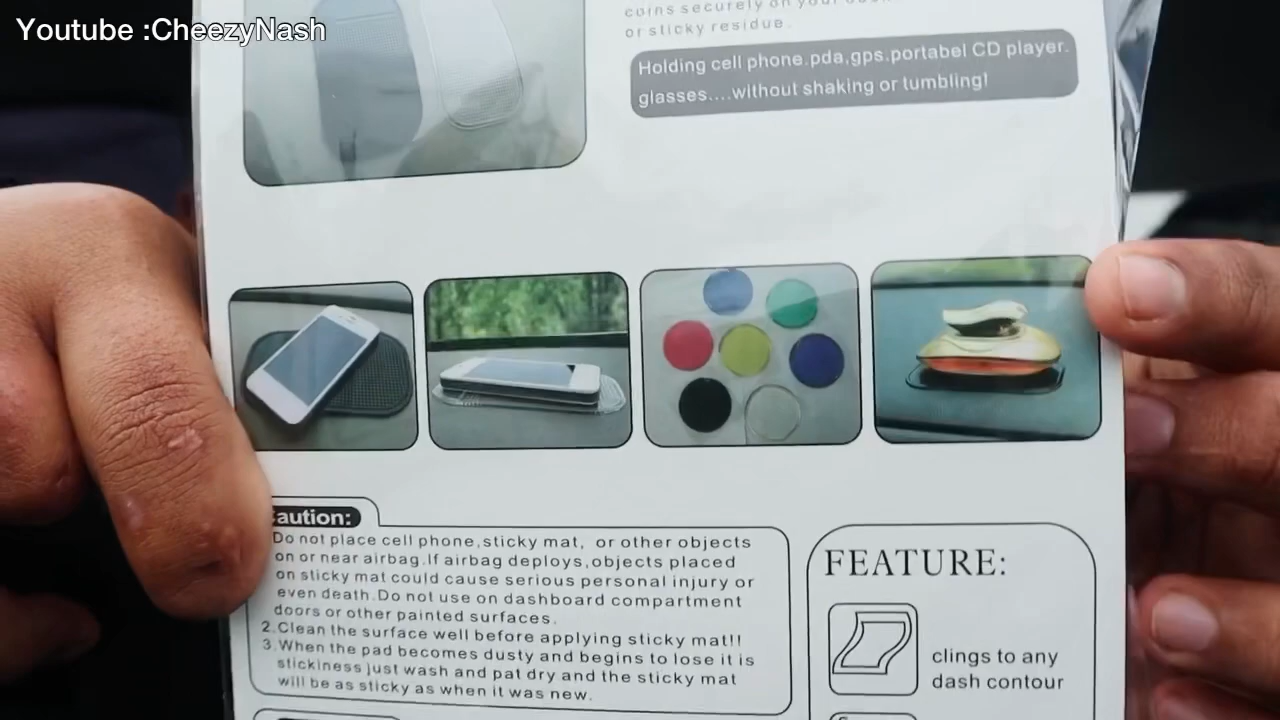 Youtube :CheezyNash
coins securely on your
or sticky residue.
Holding cell phone.pda,gps.portabel CD player.
glasses....without shaking or tumbling!
aution:
Do not place cell phone,sticky mat, or other objects
on or near airbag.If airbag deploys,objects placed
on sticky mat could cause serious personal injury or
even death.Do not use on dashboard compartment
doors or other painted surfaces.
2.Clean the surface well before applying sticky mat!!
3.When the pad becomes dusty and begins to lose it is
stickiness just wash and pat dry and the sticky mat
will be as sticky as when it was new.
FEATURE:
clings to any
dash contour